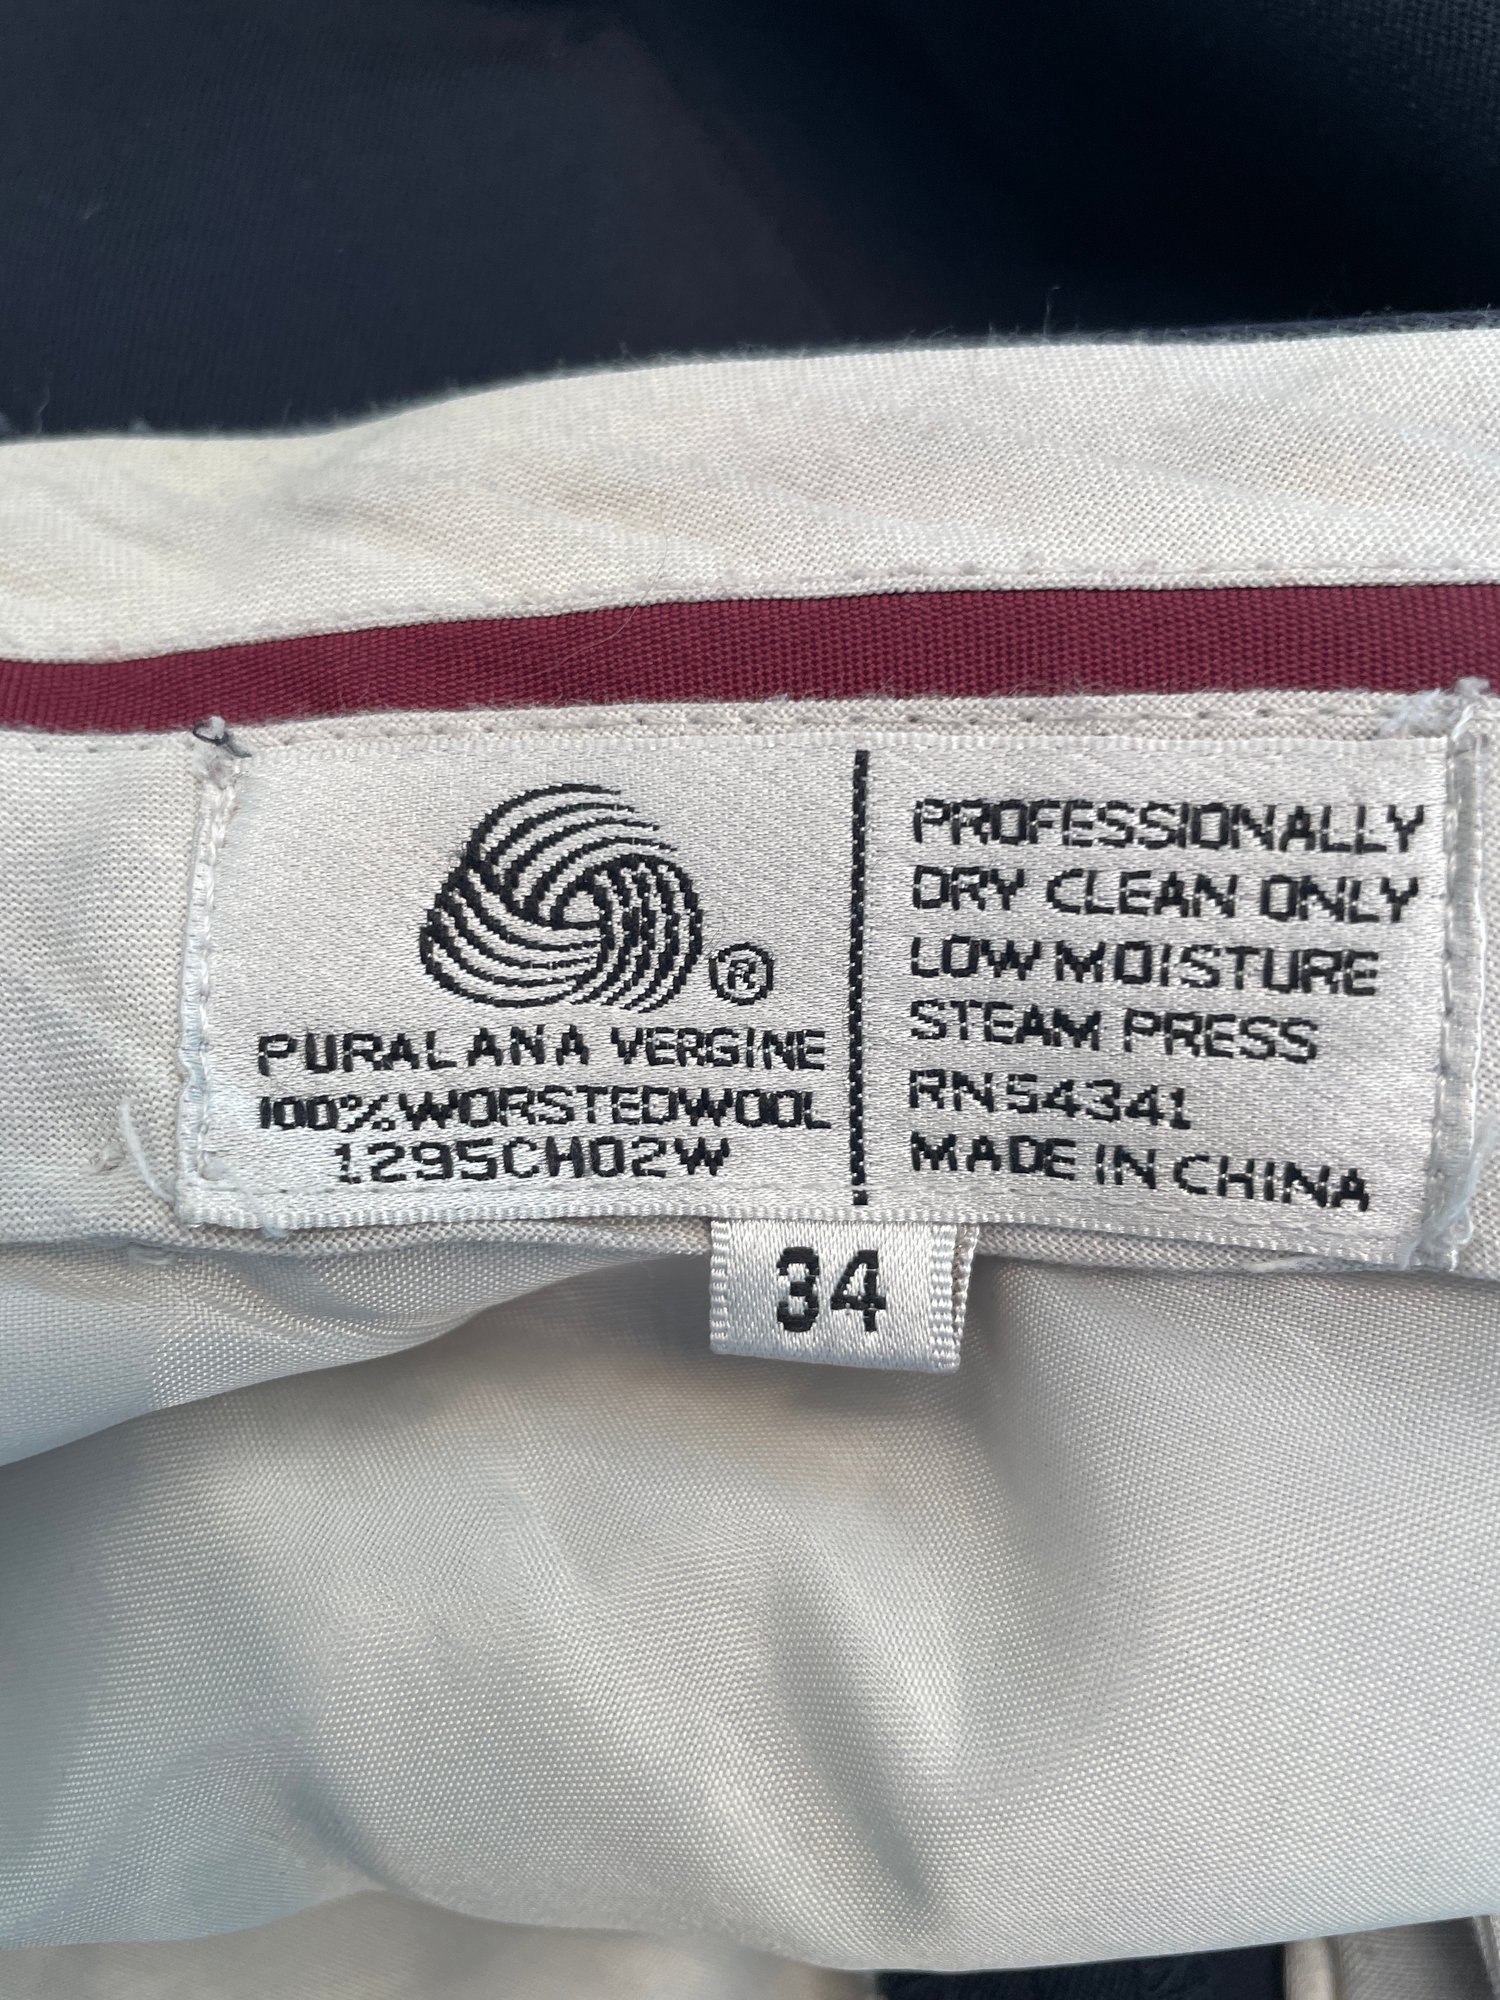 ®
PURALANA VERGINE
100% WORSTEDWOOL
1295CH02W
PROFESSIONALLY
DRY CLEAN ONLY
LOW MOISTURE
STEAM PRESS
RN54341
MADE IN CHINA
34